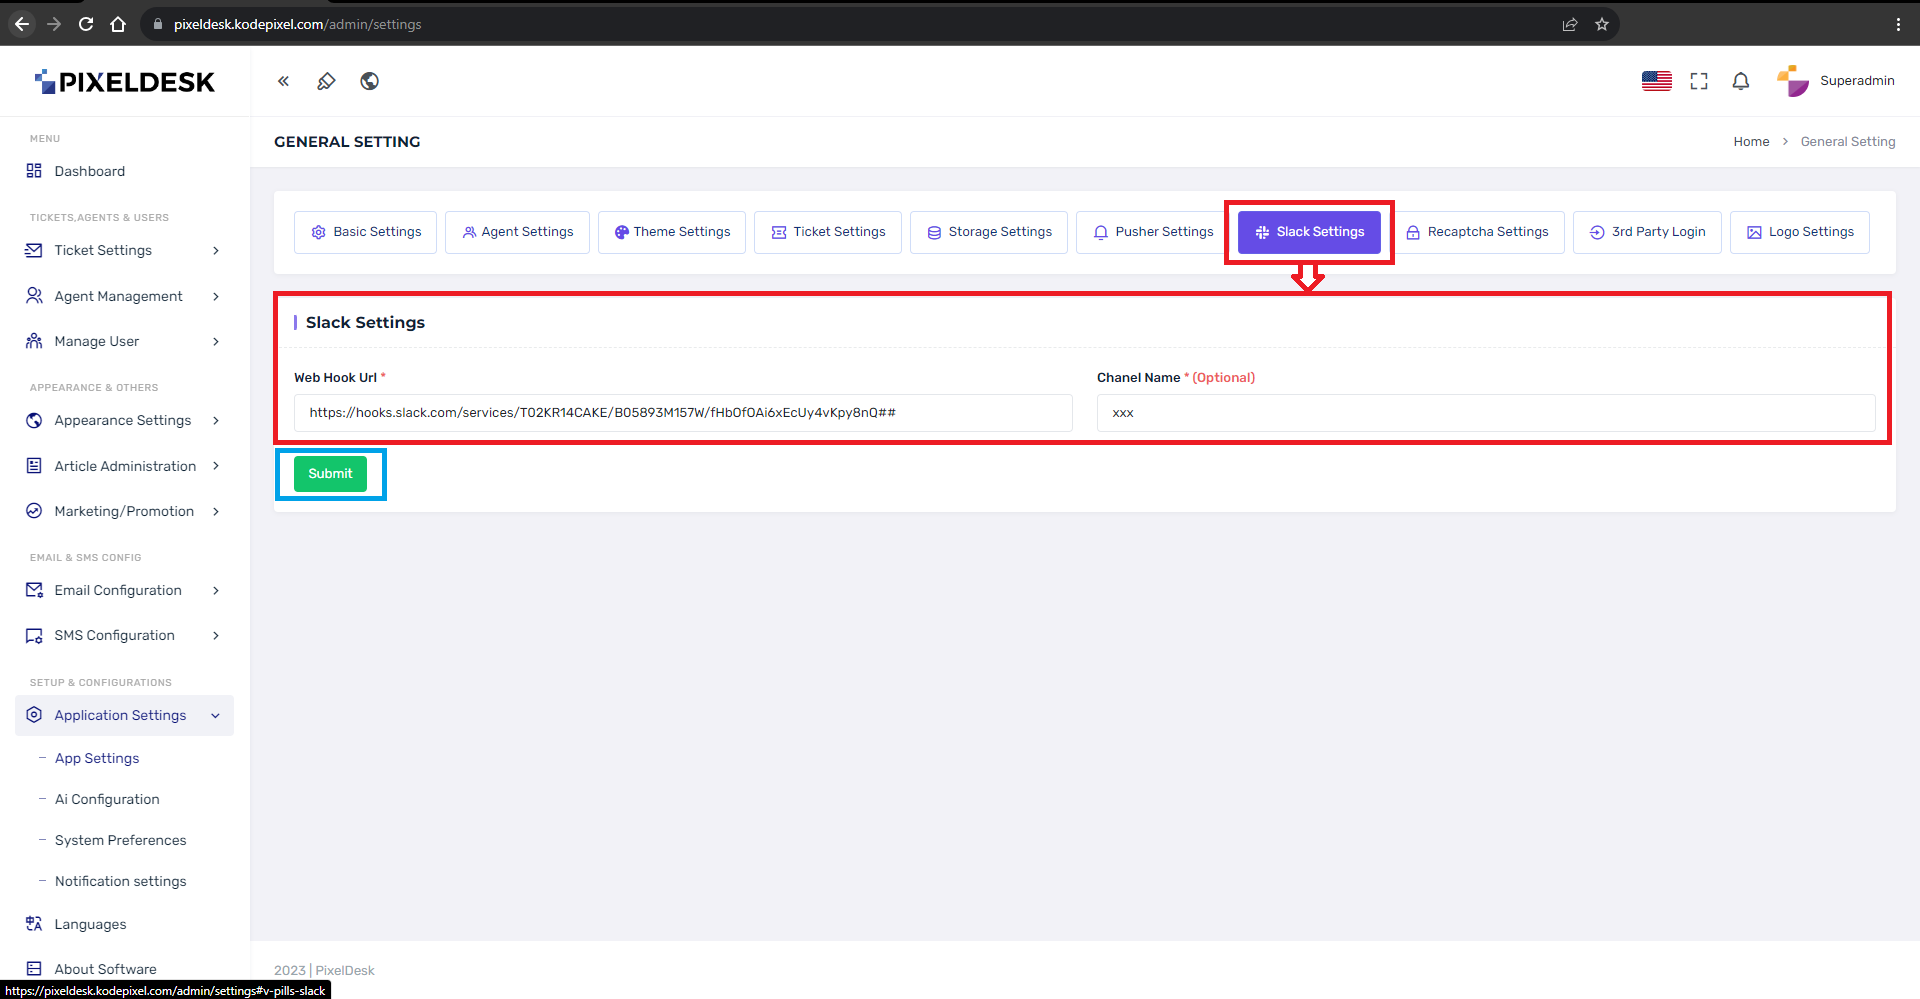 pixeldesk.kodepixel.com/admin/settings
PIXELDESK
Superadmin
MENU
Dashboard
TICKETS,AGENTS & USERS
Ticket Settings
Agent Management
Manage User
APPEARANCE & OTHERS
Appearance Settings
Article Administration
Marketing/Promotion
EMAIL & SMS CONFIG
Email Configuration
SMS Configuration
SETUP & CONFIGURATIONS
Application Settings
– App Settings
– Ai Configuration
– System Preferences
– Notification settings
Languages
About Software
GENERAL SETTING
Home > General Setting
Basic Settings
Agent Settings
Theme Settings
Ticket Settings
Storage Settings
Pusher Settings
Slack Settings
Recaptcha Settings
3rd Party Login
Logo Settings
Slack Settings
Web Hook Url *
https://hooks.slack.com/services/T02KR14CAKE/B05893M157W/fHbOfOAi6xEcUy4vKpy8nQ##
Chanel Name * (Optional)
xxx
Submit
2023 | PixelDesk
https://pixeldesk.kodepixel.com/admin/settings#v-pills-slack